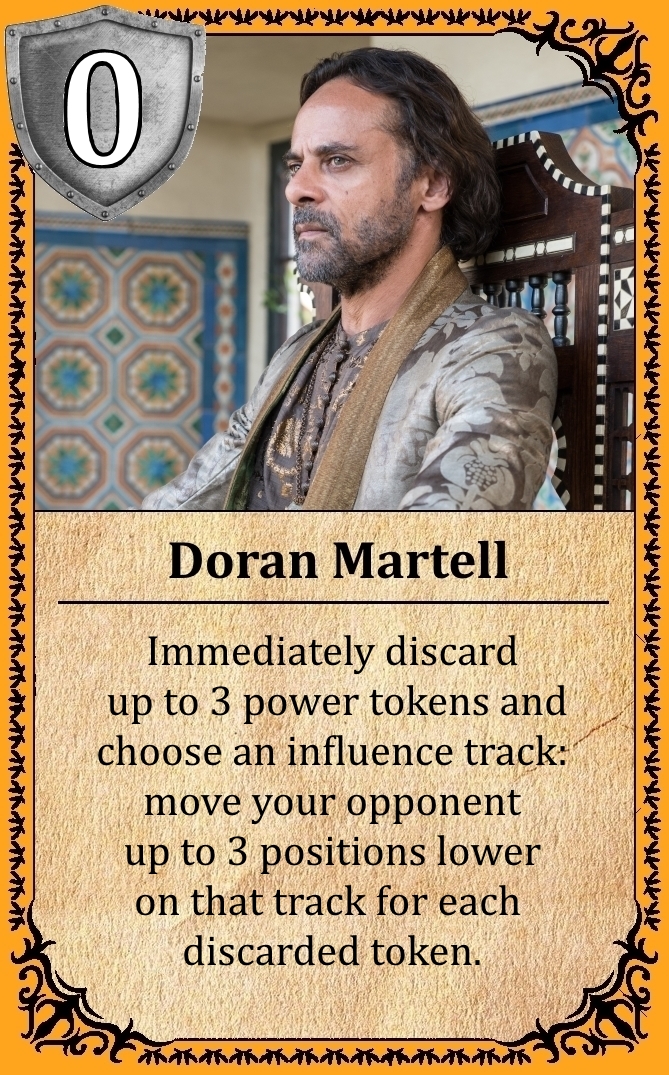 0
Doran Martell
Immediately discard
up to 3 power tokens and
choose an influence track:
move your opponent
up to 3 positions lower
on that track for each
discarded token.